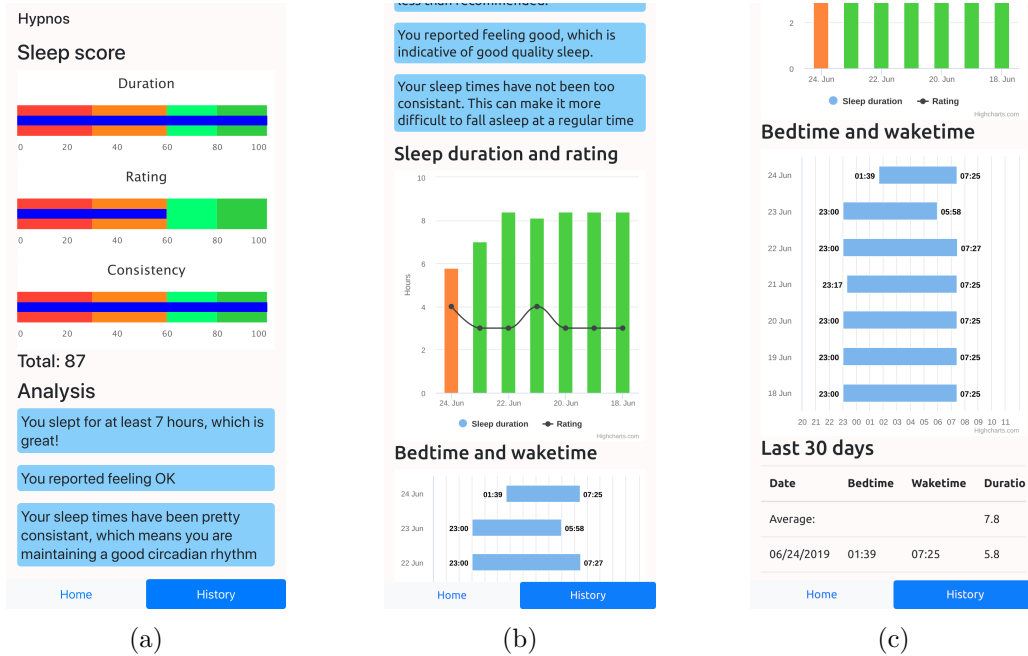 Hypnos
Sleep score
Duration
0 20 40 60 80 100
Rating
0 20 40 60 80 100
Consistency
0 20 40 60 80 100
Total: 87
Analysis
You slept for at least 7 hours, which is
great!
You reported feeling OK
Your sleep times have been pretty
consistant, which means you are
maintaining a good circadian rhythm
Home History
(a)
less than recommended.
You reported feeling good, which is
indicative of good quality sleep.
Your sleep times have not been too
consistant. This can make it more
difficult to fall asleep at a regular time
Sleep duration and rating
10
8
6
Hours
4
2
0
24. Jun 22. Jun 20. Jun 18. Jun
Sleep duration Rating
Highcharts.com
Bedtime and waketime
24 Jun 01:39 07:25
23 Jun 23:00 05:58
22 Jun 23:00 07:27
Home History
(b)
2
0
24. Jun 22. Jun 20. Jun 18. Jun
Sleep duration Rating
Highcharts.com
Bedtime and waketime
24 Jun 01:39 07:25
23 Jun 23:00 05:58
22 Jun 23:00 07:27
21 Jun 23:17 07:25
20 Jun 23:00 07:25
19 Jun 23:00 07:25
18 Jun 23:00 07:25
20 21 22 23 00 01 02 03 04 05 06 07 08 09 10 11
Highcharts.com
Last 30 days
Date Bedtime Waketime Duratio
Average: 7.8
06/24/2019 01:39 07:25 5.8
Home History
(c)